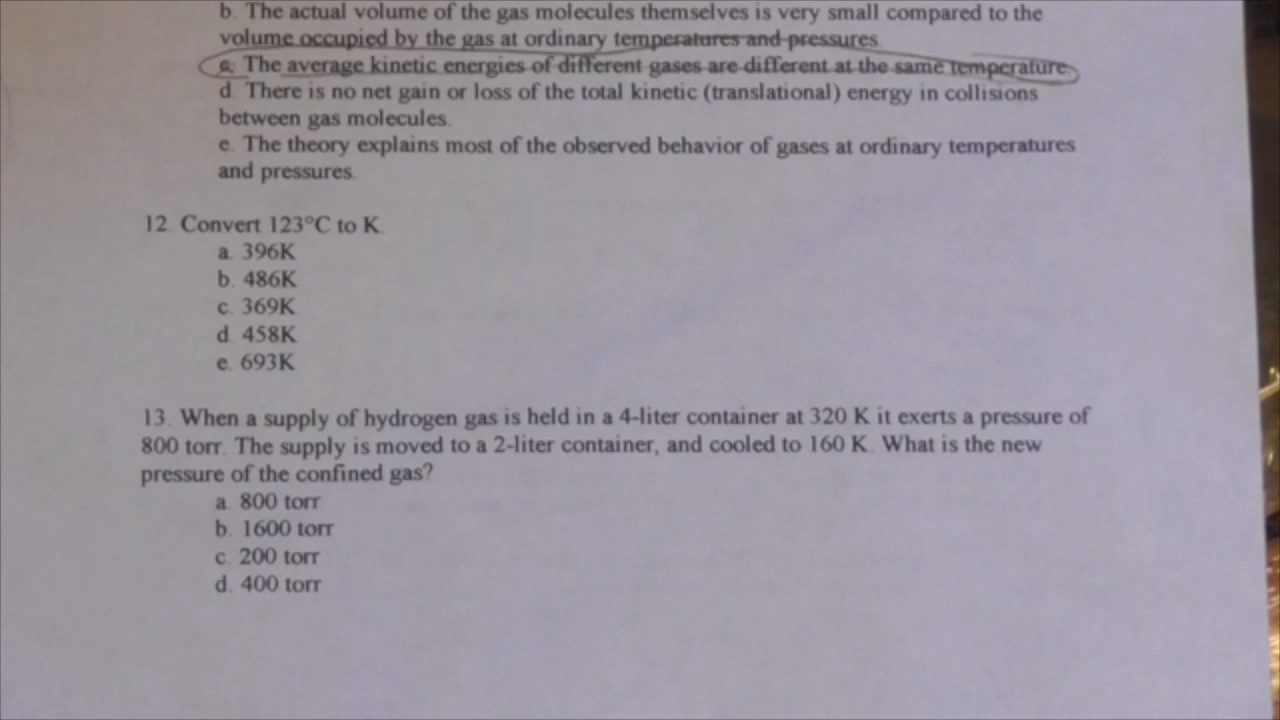 b. The actual volume of the gas molecules themselves is very small compared to the
volume occupied by the gas at ordinary temperatures and pressures.
c. The average kinetic energies of different gases are different at the same temperature.
d. There is no net gain or loss of the total kinetic (translational) energy in collisions
between gas molecules.
e. The theory explains most of the observed behavior of gases at ordinary temperatures
and pressures.
12. Convert 123°C to K.
a. 396K
b. 486K
c. 369K
d. 458K
e. 693K
13. When a supply of hydrogen gas is held in a 4-liter container at 320 K it exerts a pressure of
800 torr. The supply is moved to a 2-liter container, and cooled to 160 K. What is the new
pressure of the confined gas?
a. 800 torr
b. 1600 torr
c. 200 torr
d. 400 torr